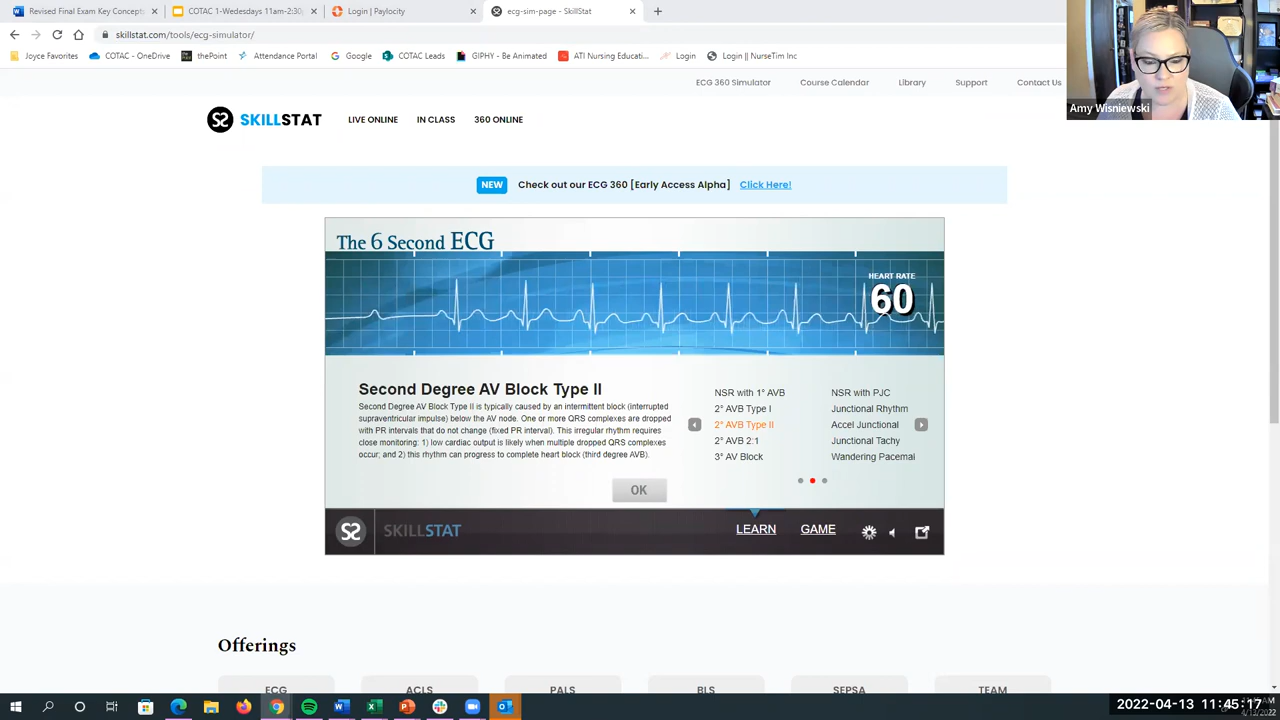 Revised Final Exam Key Concepts
COTAC 1-Wedesdays 11am-2:30
Login | Paylocity
ecg-sim-page - SkillStat
skillstat.com/tools/ecg-simulator/
Joyce Favorites
COTAC - OneDrive
thePoint
Attendance Portal
Google
COTAC Leads
GIPHY - Be Animated
ATI Nursing Educati...
Login
Login || NurseTim Inc
ECG 360 Simulator
Course Calendar
Library
Support
Contact Us
Amy Wisniewski
SKILLSTAT
LIVE ONLINE
IN CLASS
360 ONLINE
NEW
Check out our ECG 360 [Early Access Alpha]
Click Here!
The 6 Second ECG
HEART RATE
60
Second Degree AV Block Type II
Second Degree AV Block Type II is typically caused by an intermittent block (interrupted
supraventricular impulse) below the AV node. One or more QRS complexes are dropped
with PR intervals that do not change (fixed PR interval). This irregular rhythm requires
close monitoring: 1) low cardiac output is likely when multiple dropped QRS complexes
occur; and 2) this rhythm can progress to complete heart block (third degree AVB).
OK
NSR with 1° AVB
2° AVB Type I
2° AVB Type II
2° AVB 2:1
3° AV Block
NSR with PJC
Junctional Rhythm
Accel Junctional
Junctional Tachy
Wandering Pacemai
SKILLSTAT
LEARN
GAME
Offerings
ECG
ACLS
PALS
BLS
SEPSA
TEAM
2022-04-13 11:45:17